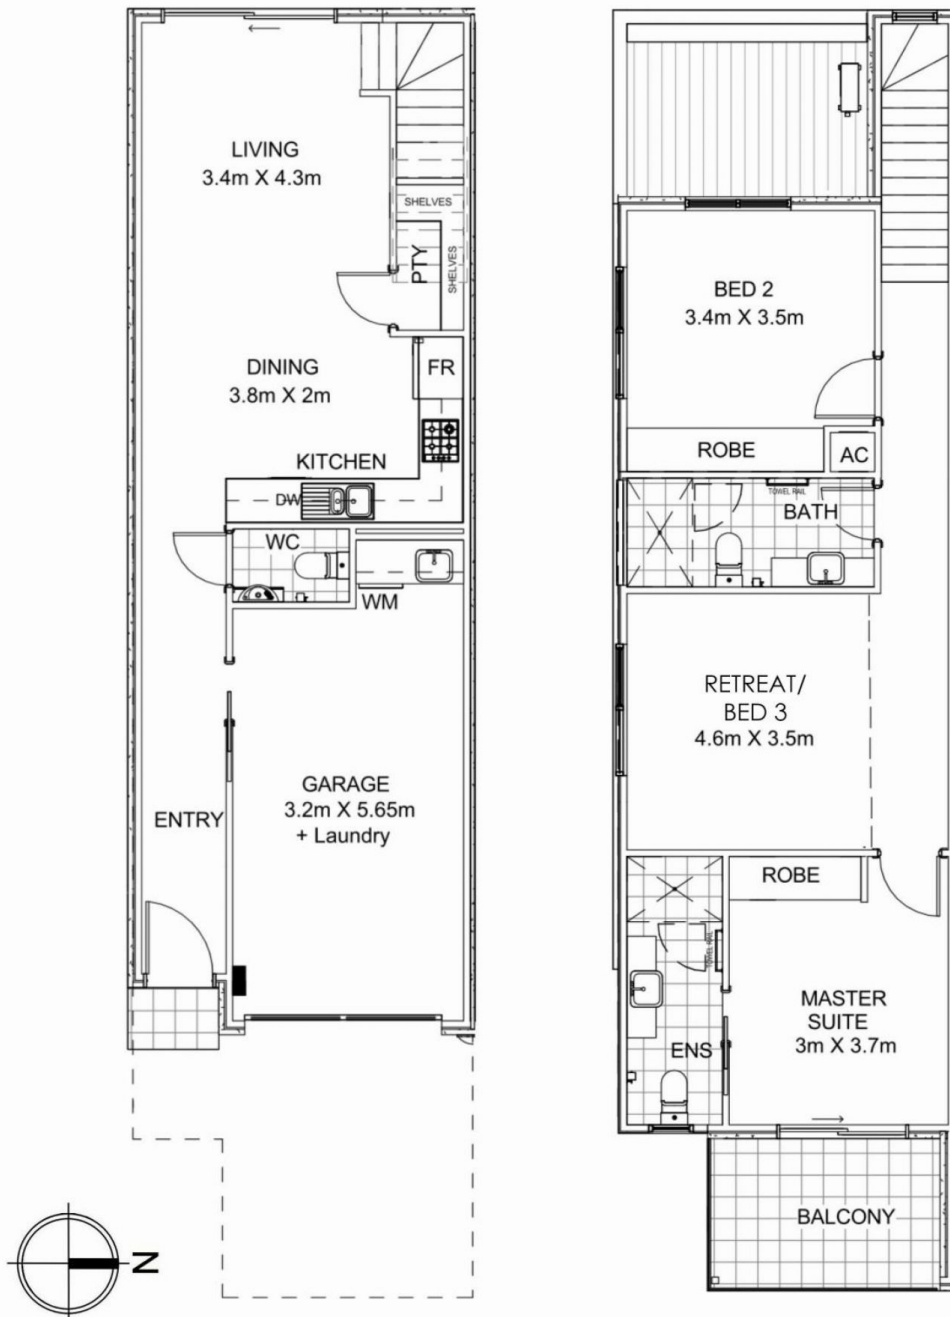 LIVING
3.4m X 4.3m
SHELVES
PTY
SHELVES
DINING
3.8m X 2m
FR
KITCHEN
DW
WC
WM
GARAGE
3.2m X 5.65m
+ Laundry
ENTRY
N
BED 2
3.4m X 3.5m
ROBE
AC
TOWEL RAIL
BATH
RETREAT/
BED 3
4.6m X 3.5m
ROBE
TOWEL RAIL
MASTER
SUITE
3m X 3.7m
ENS
BALCONY